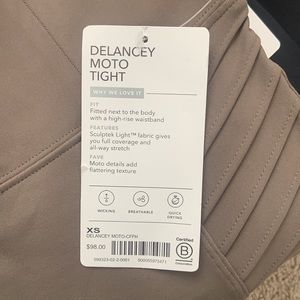 DELANCEY
MOTO
TIGHT
WHY WE LOVE IT
FIT
Fitted next to the body
with a high-rise waistband
FEATURES
Sculptek Light™ fabric gives
you full coverage and
all-way stretch
FAVE
Moto details add
flattering texture
WICKING
BREATHABLE
QUICK
DRYING
XS
DELANCEY MOTO-CFPH
$98.00
Certified
B
Corporation